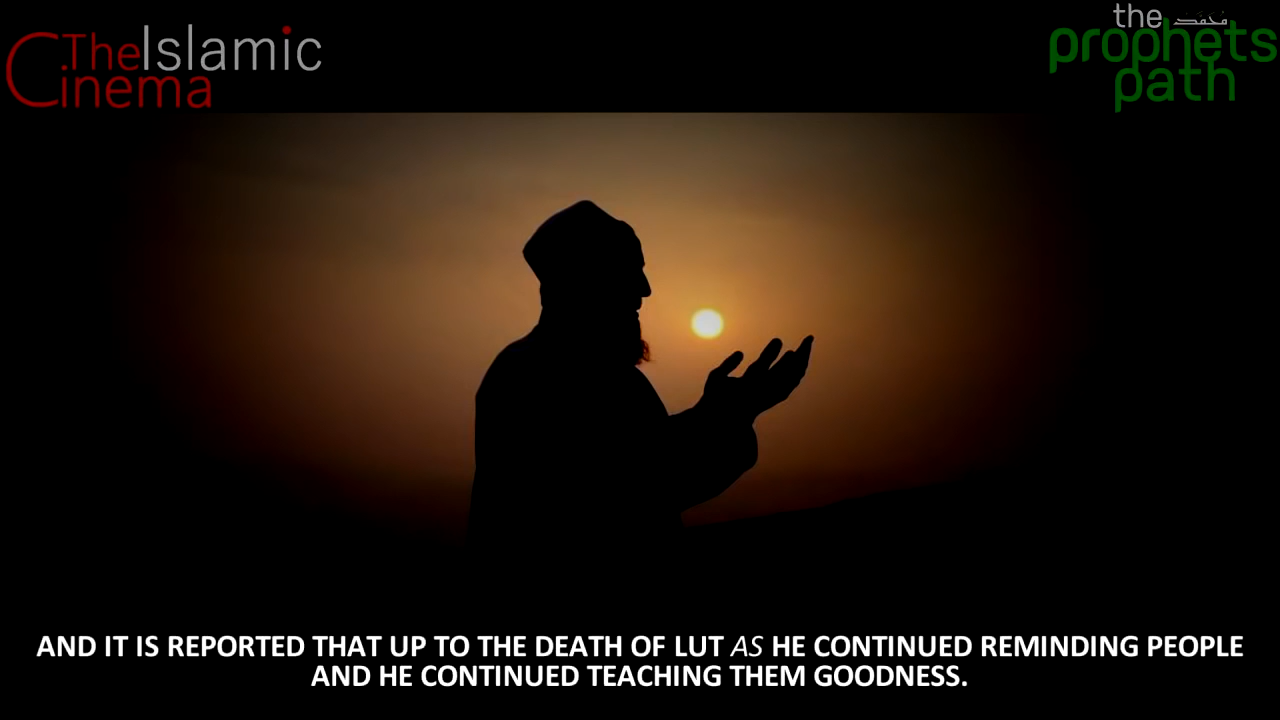 TheIslamic
Cinema
the محمد
prophets
path
AND IT IS REPORTED THAT UP TO THE DEATH OF LUT AS HE CONTINUED REMINDING PEOPLE
AND HE CONTINUED TEACHING THEM GOODNESS.